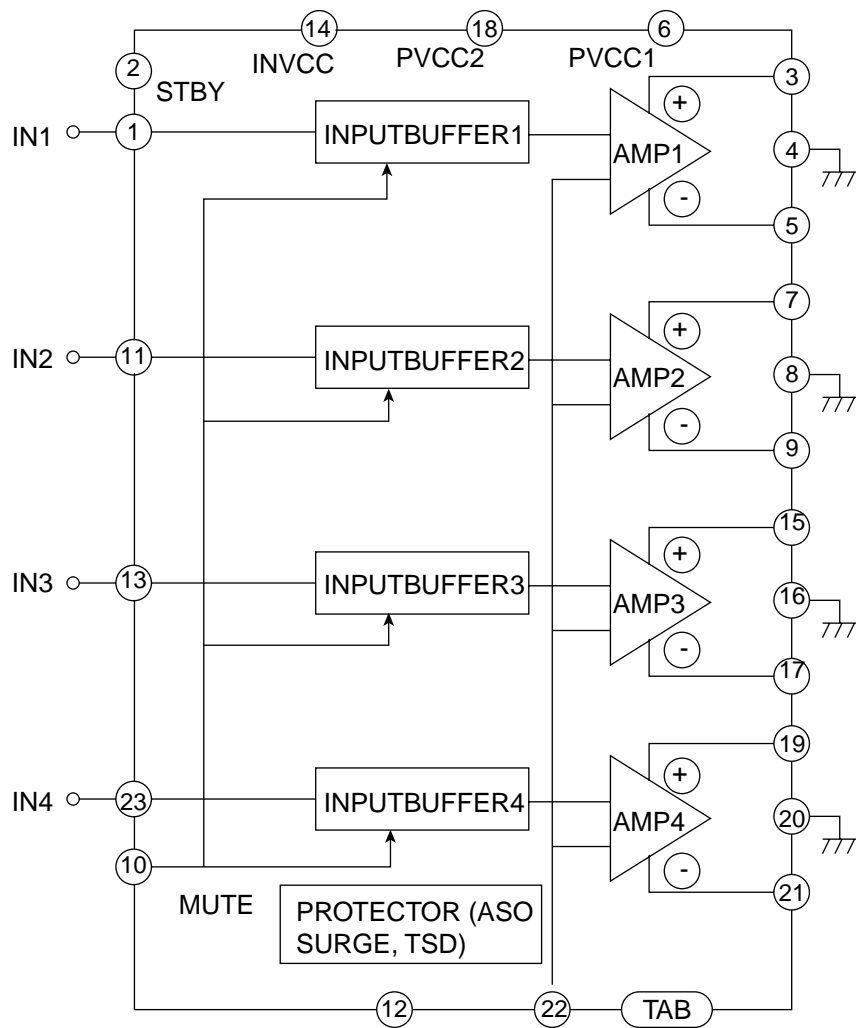 14 18 6
2 INVCC PVCC2 PVCC1
STBY + 3
IN1 1 INPUTBUFFER1 AMP1 4
- 5
+ 7
IN2 11 INPUTBUFFER2 AMP2 8
- 9
+ 15
IN3 13 INPUTBUFFER3 AMP3 16
- 17
+ 19
IN4 23 INPUTBUFFER4 AMP4 20
10 - 21
MUTE PROTECTOR (ASO
SURGE, TSD)
12 22 TAB